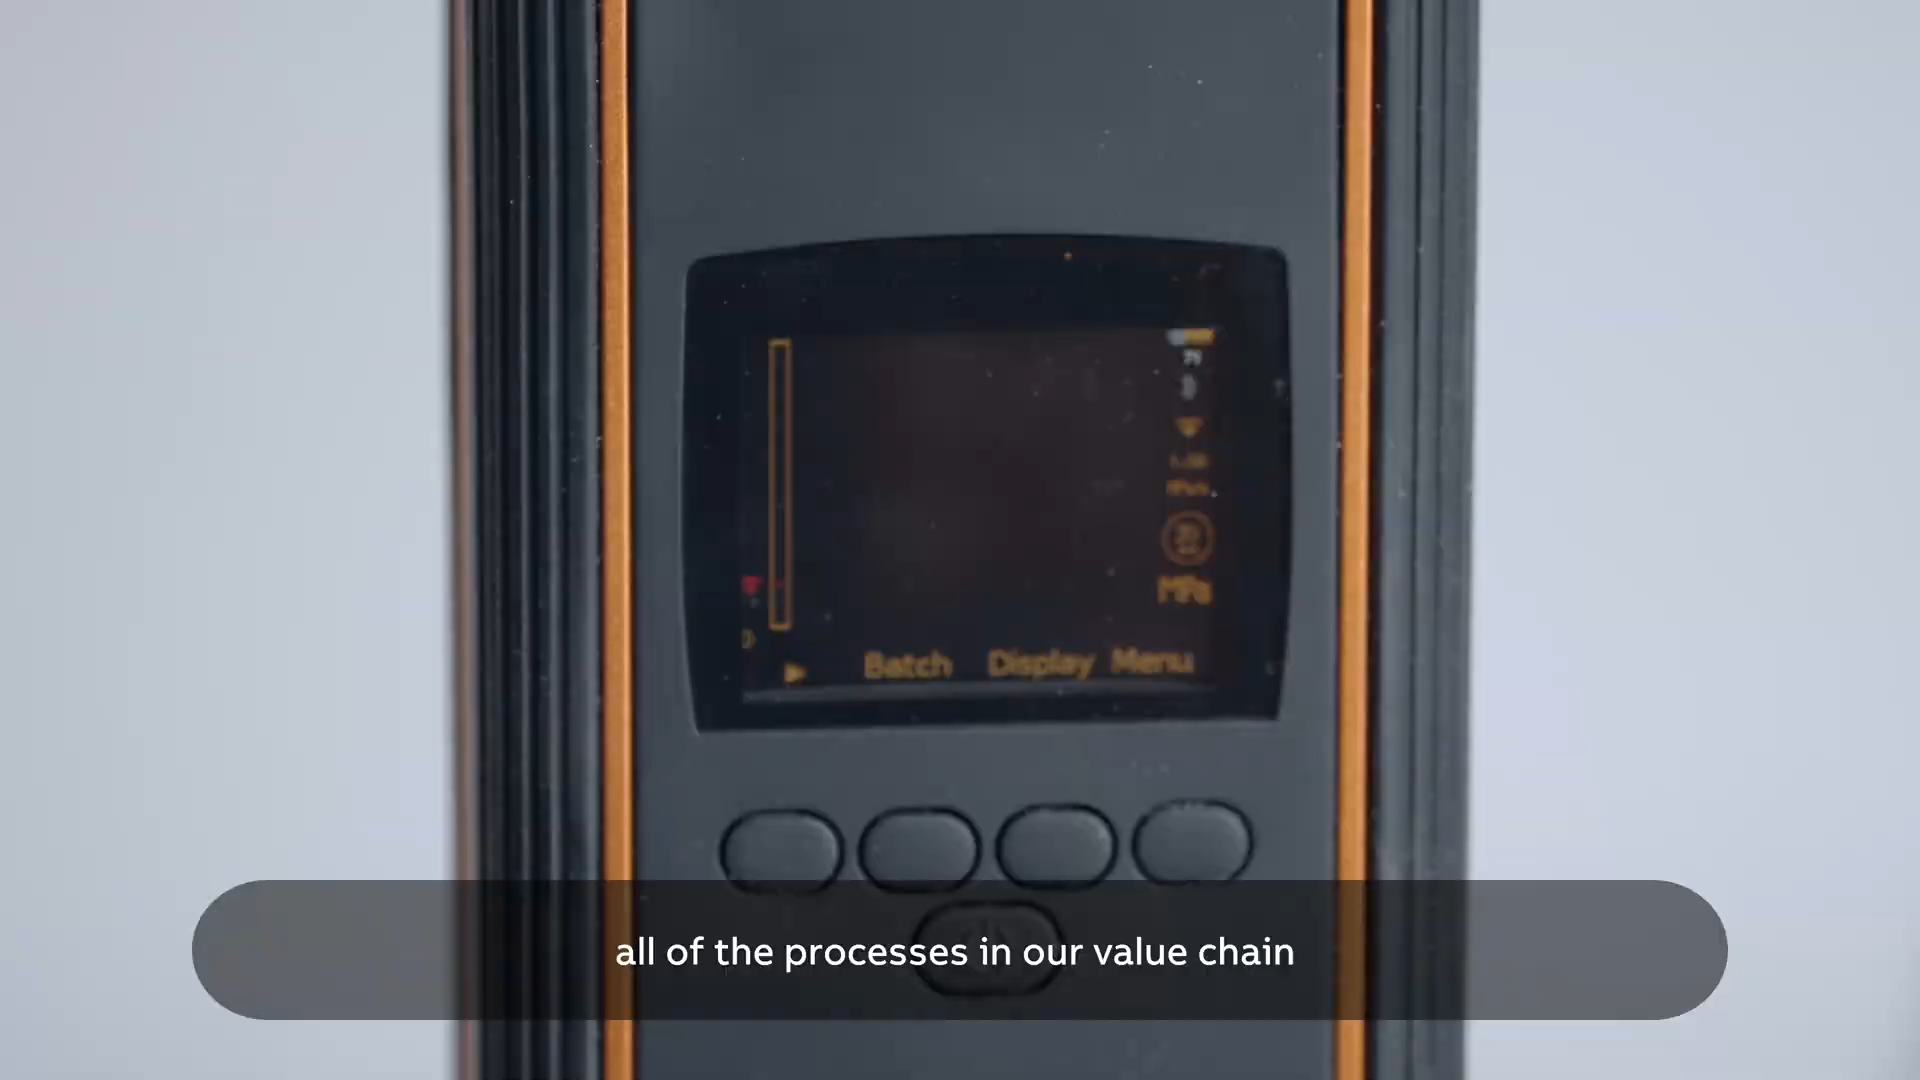 MPa
Batch Display Menu
all of the processes in our value chain